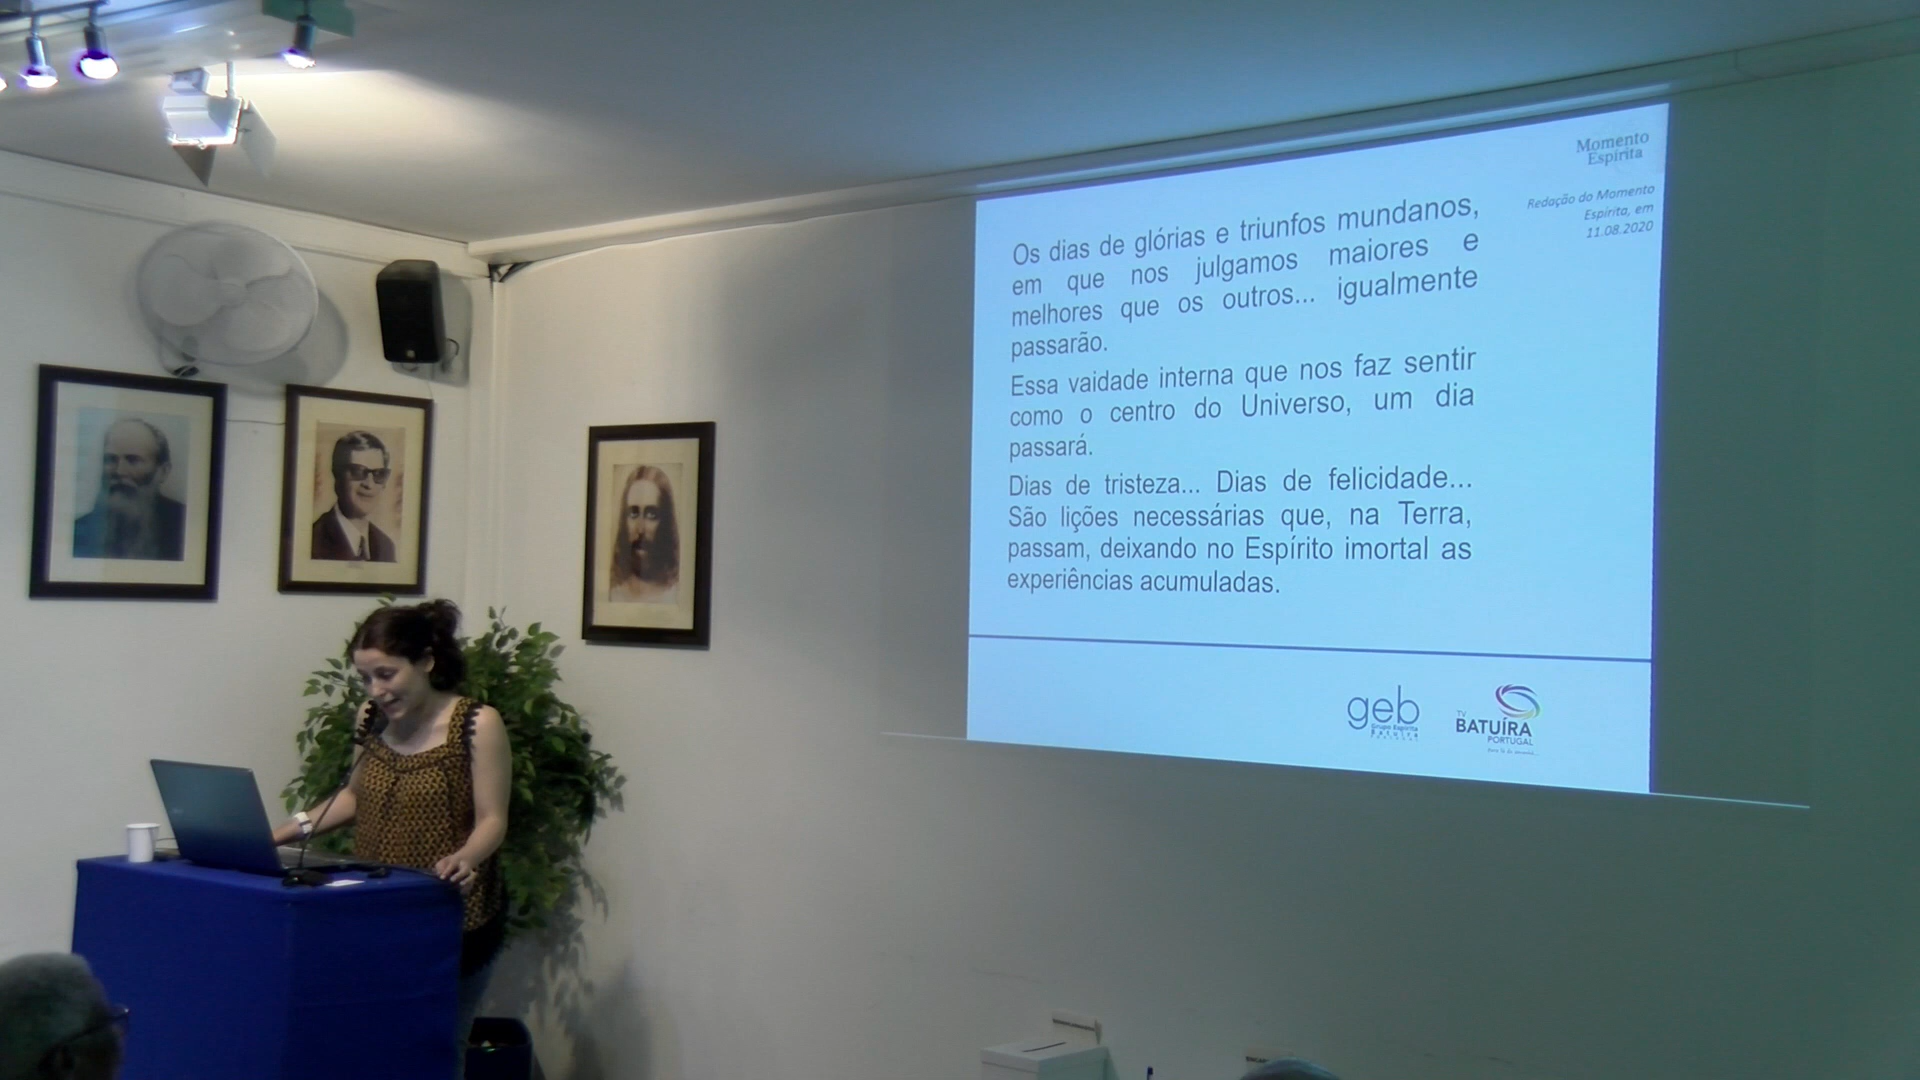 Momento
Espírita
Redação do Momento
Espírita, em
11.08.2020
Os dias de glórias e triunfos mundanos,
em que nos julgamos maiores e
melhores que os outros... igualmente
passarão.
Essa vaidade interna que nos faz sentir
como o centro do Universo, um dia
passará.
Dias de tristeza... Dias de felicidade...
São lições necessárias que, na Terra,
passam, deixando no Espírito imortal as
experiências acumuladas.
geb
Grupo Espírita
Batuíra
TV
BATUÍRA
PORTUGAL